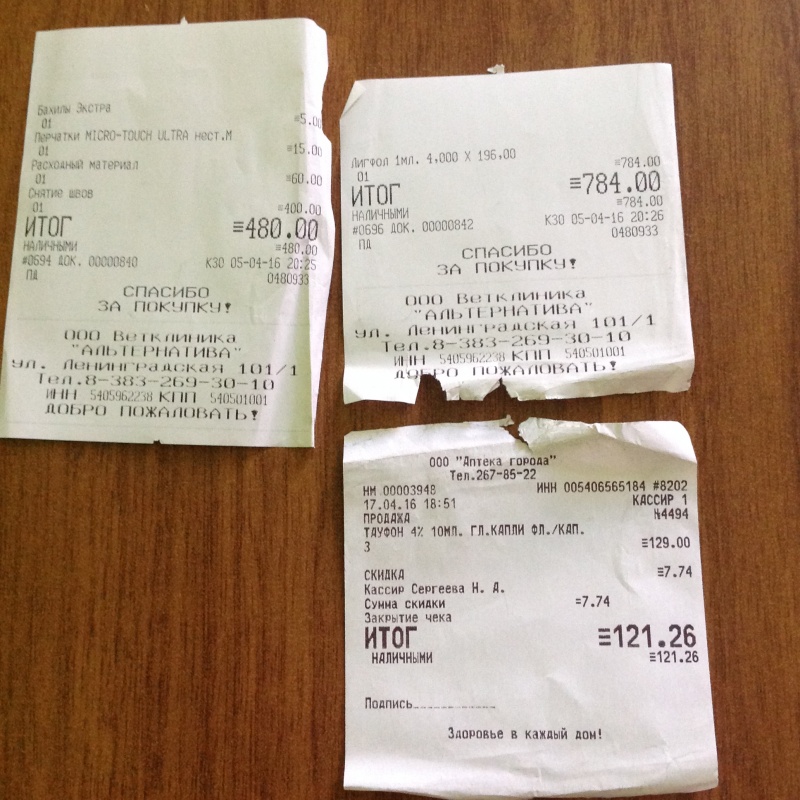 Бахилы Экстра
01 =5.00
Перчатки MICRO-TOUCH ULTRA нест.M
01 =15.00
Расходный материал
01 =60.00
Снятие швов
01 =400.00
ИТОГ =480.00
НАЛИЧНЫМИ =480.00
#0694 ДОК. 00000840 К30 05-04-16 20:25
ПД 0480933
СПАСИБО
ЗА ПОКУПКУ!
ООО Ветклиника
"АЛЬТЕРНАТИВА"
ул. Ленинградская 101/1
Тел.8-383-269-30-10
ИНН 5405962238 КПП 540501001
ДОБРО ПОЖАЛОВАТЬ!
Лигфол 1мл. 4,000 X 196,00
01 =784.00
ИТОГ =784.00
НАЛИЧНЫМИ =784.00
#0696 ДОК. 00000842 К30 05-04-16 20:26
ПД 0480933
СПАСИБО
ЗА ПОКУПКУ!
ООО Ветклиника
"АЛЬТЕРНАТИВА"
ул. Ленинградская 101/1
Тел.8-383-269-30-10
ИНН 5405962238 КПП 540501001
ДОБРО ПОЖАЛОВАТЬ!
ООО "Аптека города"
Тел.267-85-22
НМ 00003948 ИНН 005406565184 #8202
17.04.16 18:51 КАССИР 1
ПРОДАЖА №4494
ТАУФОН 4% 10МЛ. ГЛ.КАПЛИ ФЛ./КАП.
3 =129.00
СКИДКА =7.74
Кассир Сергеева Н. А.
Сумма скидки =7.74
Закрытие чека
ИТОГ =121.26
НАЛИЧНЫМИ =121.26
Подпись
Здоровье в каждый дом!